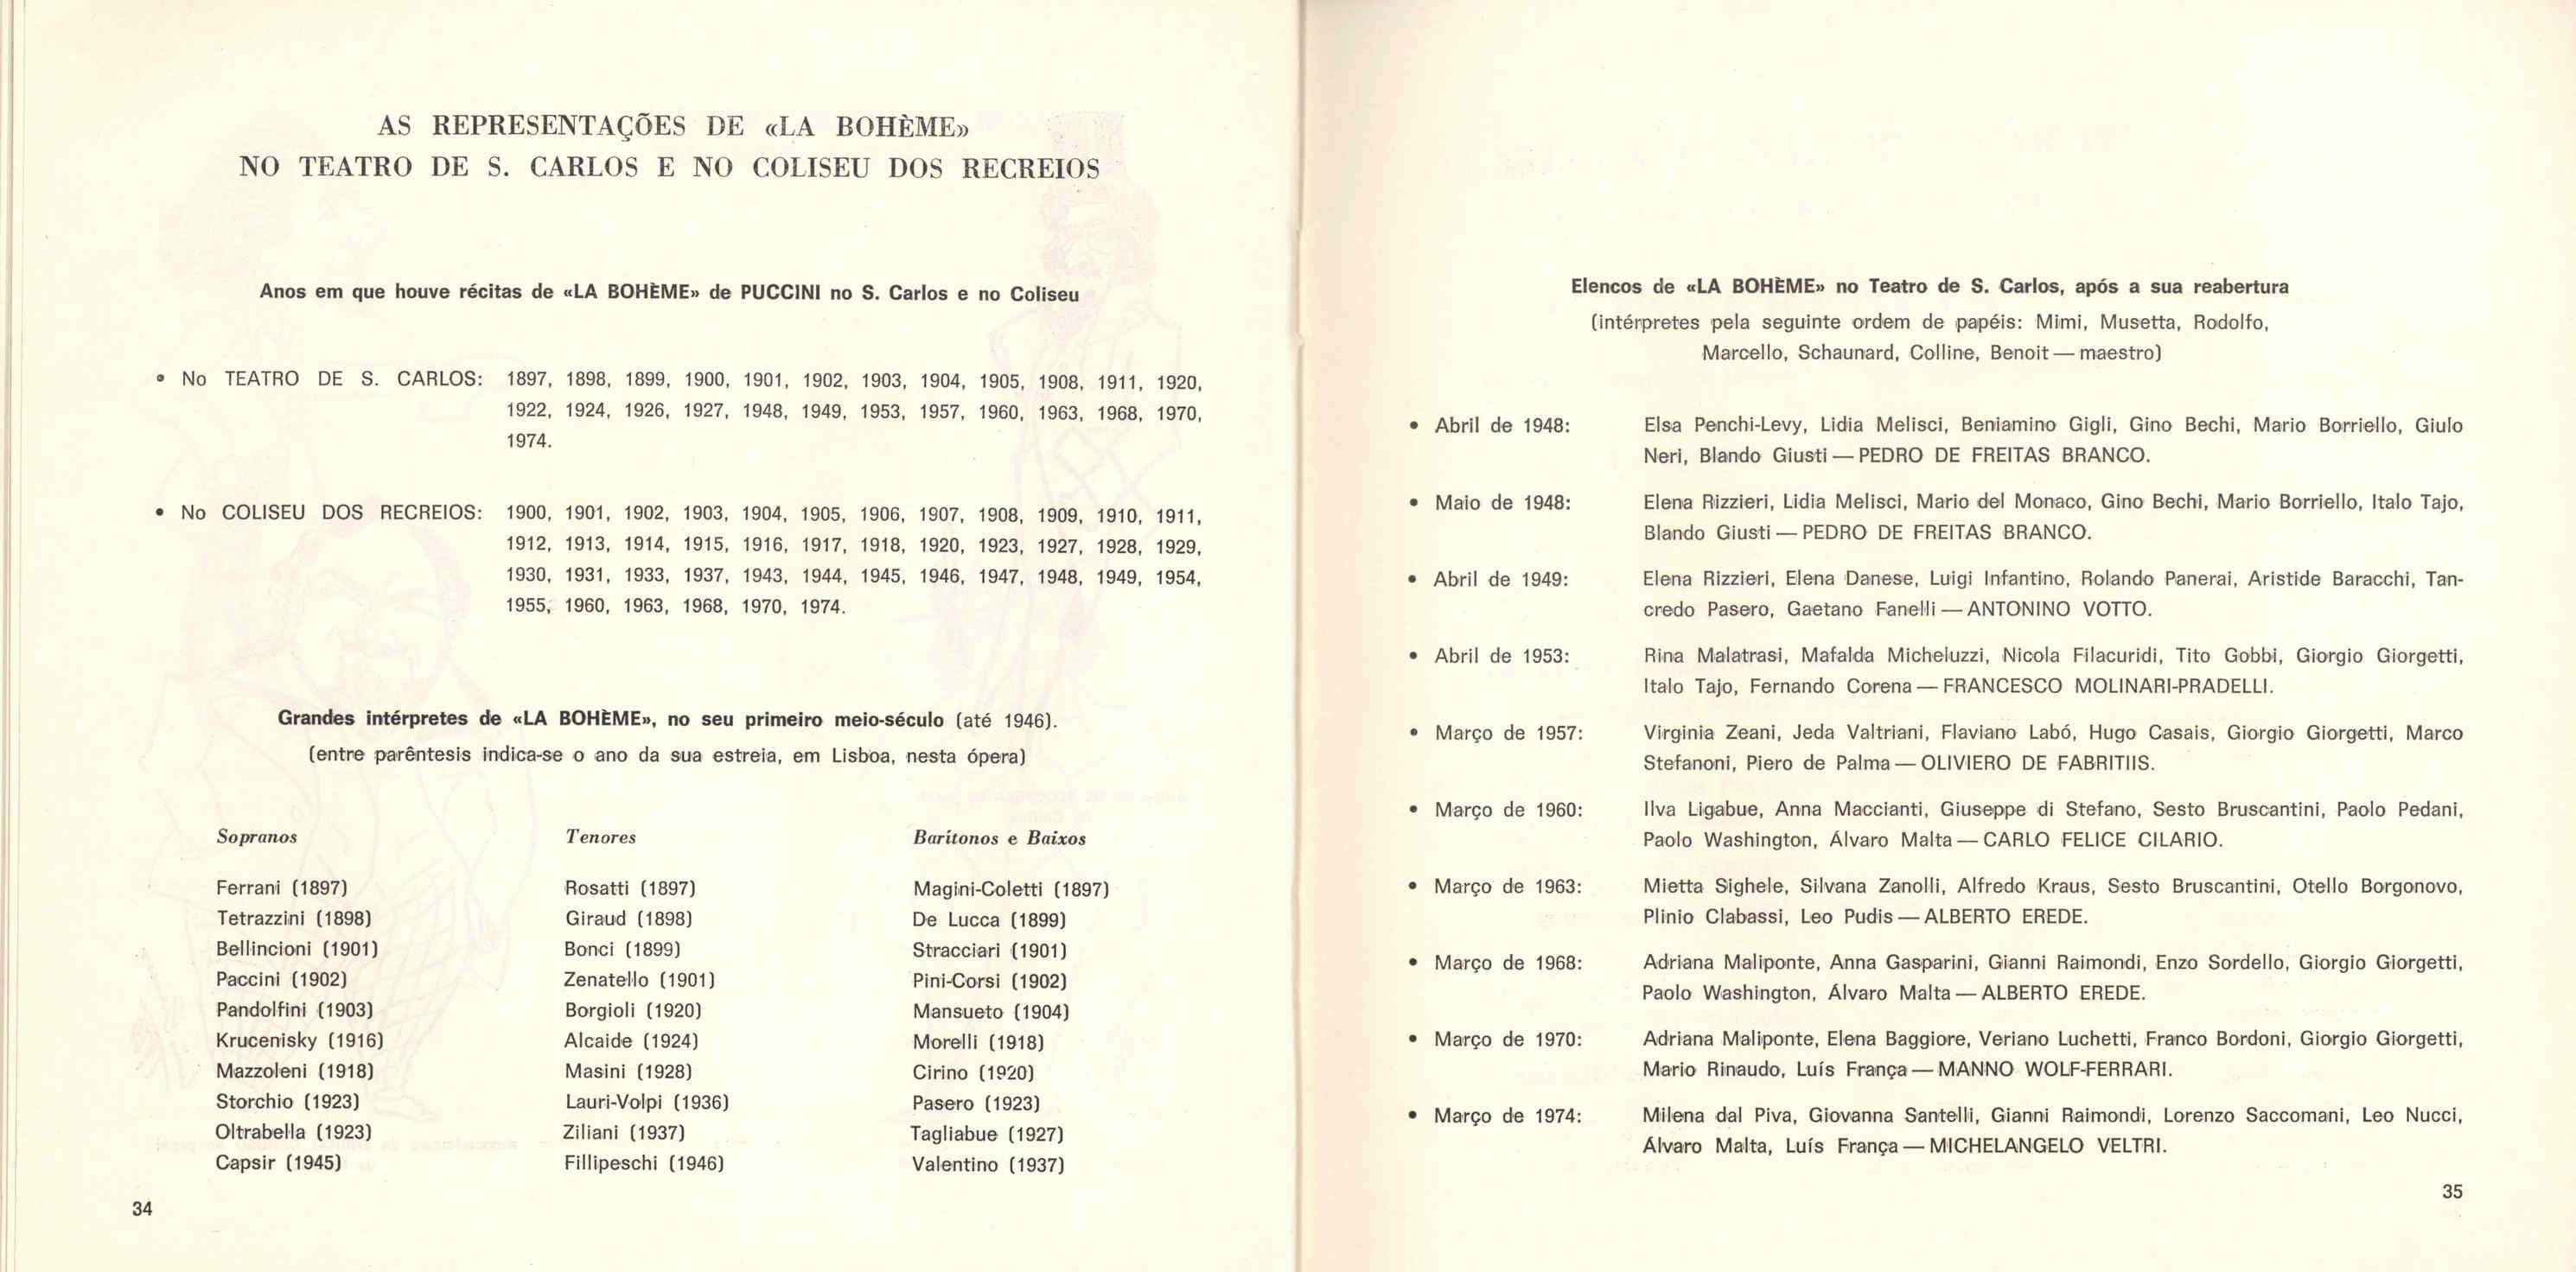 AS REPRESENTAÇÕES DE «LA BOHÈME»
NO TEATRO DE S. CARLOS E NO COLISEU DOS RECREIOS
Anos em que houve récitas de «LA BOHÈME» de PUCCINI no S. Carlos e no Coliseu
• No TEATRO DE S. CARLOS: 1897, 1898, 1899, 1900, 1901, 1902, 1903, 1904, 1905, 1908, 1911, 1920,
1922, 1924, 1926, 1927, 1948, 1949, 1953, 1957, 1960, 1963, 1968, 1970,
1974.
• No COLISEU DOS RECREIOS: 1900, 1901, 1902, 1903, 1904, 1905, 1906, 1907, 1908, 1909, 1910, 1911,
1912, 1913, 1914, 1915, 1916, 1917, 1918, 1920, 1923, 1927, 1928, 1929,
1930, 1931, 1933, 1937, 1943, 1944, 1945, 1946, 1947, 1948, 1949, 1954,
1955, 1960, 1963, 1968, 1970, 1974.
Grandes intérpretes de «LA BOHÈME», no seu primeiro meio-século (até 1946).
(entre parêntesis indica-se o ano da sua estreia, em Lisboa, nesta ópera)
Sopranos
Ferrani (1897)
Tetrazzini (1898)
Bellincioni (1901)
Paccini (1902)
Pandolfini (1903)
Krucenisky (1916)
Mazzoleni (1918)
Storchio (1923)
Oltrabella (1923)
Capsir (1945)
Tenores
Rosatti (1897)
Giraud (1898)
Bonci (1899)
Zenatello (1901)
Borgioli (1920)
Alcaide (1924)
Masini (1928)
Lauri-Volpi (1936)
Ziliani (1937)
Fillipeschi (1946)
Barítonos e Baixos
Magini-Coletti (1897)
De Lucca (1899)
Stracciari (1901)
Pini-Corsi (1902)
Mansueto (1904)
Morelli (1918)
Cirino (1920)
Pasero (1923)
Tagliabue (1927)
Valentino (1937)
34
Elencos de «LA BOHÈME» no Teatro de S. Carlos, após a sua reabertura
(intérpretes pela seguinte ordem de papéis: Mimi, Musetta, Rodolfo,
Marcello, Schaunard, Colline, Benoit — maestro)
• Abril de 1948: Elsa Penchi-Levy, Lidia Melisci, Beniamino Gigli, Gino Bechi, Mario Borriello, Giulo
Neri, Blando Giusti — PEDRO DE FREITAS BRANCO.
• Maio de 1948: Elena Rizzieri, Lidia Melisci, Mario del Monaco, Gino Bechi, Mario Borriello, Italo Tajo,
Blando Giusti — PEDRO DE FREITAS BRANCO.
• Abril de 1949: Elena Rizzieri, Elena Danese, Luigi Infantino, Rolando Panerai, Aristide Baracchi, Tan-
credo Pasero, Gaetano Fanelli — ANTONINO VOTTO.
• Abril de 1953: Rina Malatrasi, Mafalda Micheluzzi, Nicola Filacuridi, Tito Gobbi, Giorgio Giorgetti,
Italo Tajo, Fernando Corena — FRANCESCO MOLINARI-PRADELLI.
• Março de 1957: Virginia Zeani, Jeda Valtriani, Flaviano Labó, Hugo Casais, Giorgio Giorgetti, Marco
Stefanoni, Piero de Palma — OLIVIERO DE FABRITIIS.
• Março de 1960: Ilva Ligabue, Anna Maccianti, Giuseppe di Stefano, Sesto Bruscantini, Paolo Pedani,
Paolo Washington, Álvaro Malta — CARLO FELICE CILARIO.
• Março de 1963: Mietta Sighele, Silvana Zanolli, Alfredo Kraus, Sesto Bruscantini, Otello Borgonovo,
Plinio Clabassi, Leo Pudis — ALBERTO EREDE.
• Março de 1968: Adriana Maliponte, Anna Gasparini, Gianni Raimondi, Enzo Sordello, Giorgio Giorgetti,
Paolo Washington, Álvaro Malta — ALBERTO EREDE.
• Março de 1970: Adriana Maliponte, Elena Baggiore, Veriano Luchetti, Franco Bordoni, Giorgio Giorgetti,
Mario Rinaudo, Luís França — MANNO WOLF-FERRARI.
• Março de 1974: Milena dal Piva, Giovanna Santelli, Gianni Raimondi, Lorenzo Saccomani, Leo Nucci,
Álvaro Malta, Luís França — MICHELANGELO VELTRI.
35